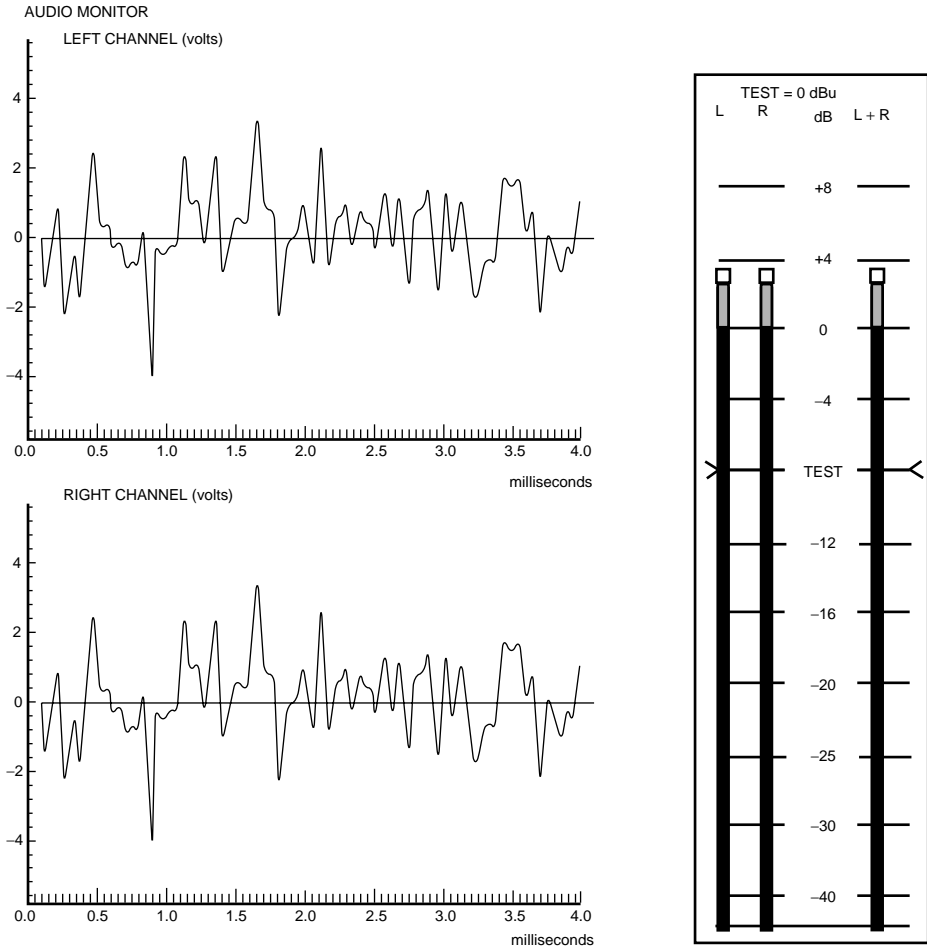 AUDIO MONITOR
LEFT CHANNEL (volts)
4
2
0
−2
−4
0.0 0.5 1.0 1.5 2.0 2.5 3.0 3.5 4.0
milliseconds
RIGHT CHANNEL (volts)
4
2
0
−2
−4
0.0 0.5 1.0 1.5 2.0 2.5 3.0 3.5 4.0
milliseconds
TEST = 0 dBu
L R dB L + R
+8
+4
0
−4
TEST
−12
−16
−20
−25
−30
−40